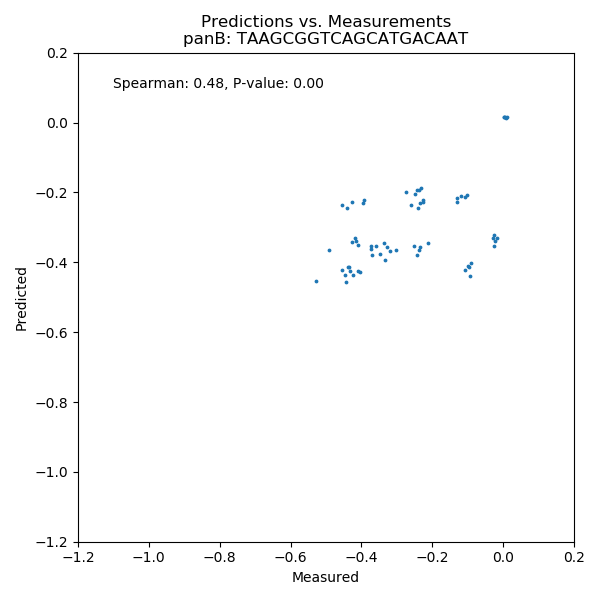 Predictions vs. Measurements
panB: TAAGCGGTCAGCATGACAAT
Spearman: 0.48, P-value: 0.00
0.2
0.0
−0.2
−0.4
−0.6
−0.8
−1.0
−1.2
Predicted
−1.2 −1.0 −0.8 −0.6 −0.4 −0.2 0.0 0.2
Measured